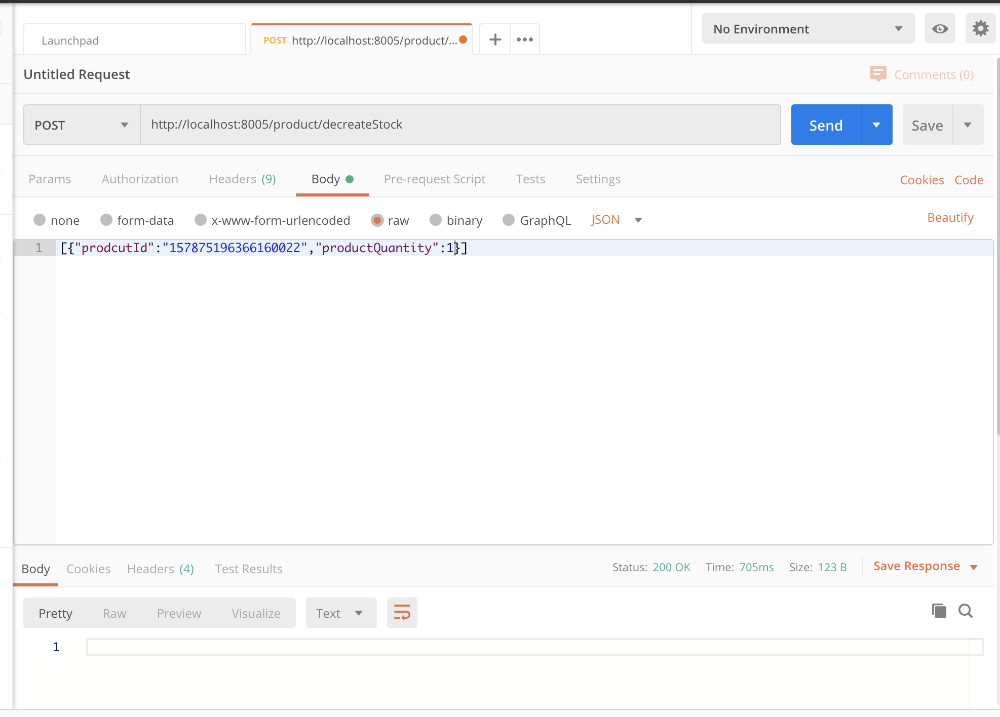 Launchpad
POST http://localhost:8005/product/...
No Environment
Untitled Request
Comments (0)
POST
http://localhost:8005/product/decreateStock
Send
Save
Params Authorization Headers (9) Body Pre-request Script Tests Settings Cookies Code
none form-data x-www-form-urlencoded raw binary GraphQL JSON Beautify
1 [{"prodcutId":"157875196366160022","productQuantity":1}]
Body Cookies Headers (4) Test Results Status: 200 OK Time: 705ms Size: 123 B Save Response
Pretty Raw Preview Visualize Text
1